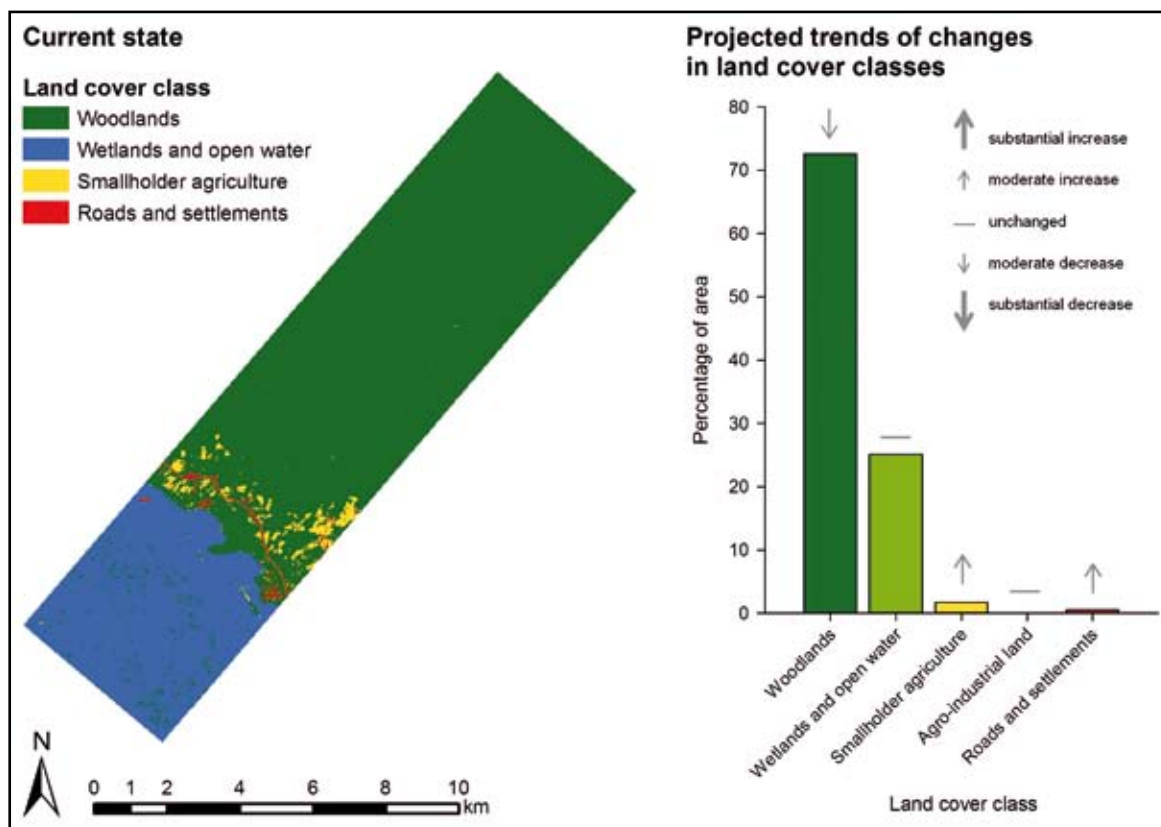 Current state
Land cover class
Woodlands
Wetlands and open water
Smallholder agriculture
Roads and settlements
N
0 1 2 4 6 8 10
km
Projected trends of changes
in land cover classes
80
70
60
50
40
30
20
10
0
Percentage of area
substantial increase
moderate increase
unchanged
moderate decrease
substantial decrease
Woodlands
Wetlands and open water
Smallholder agriculture
Agro-industrial land
Roads and settlements
Land cover class